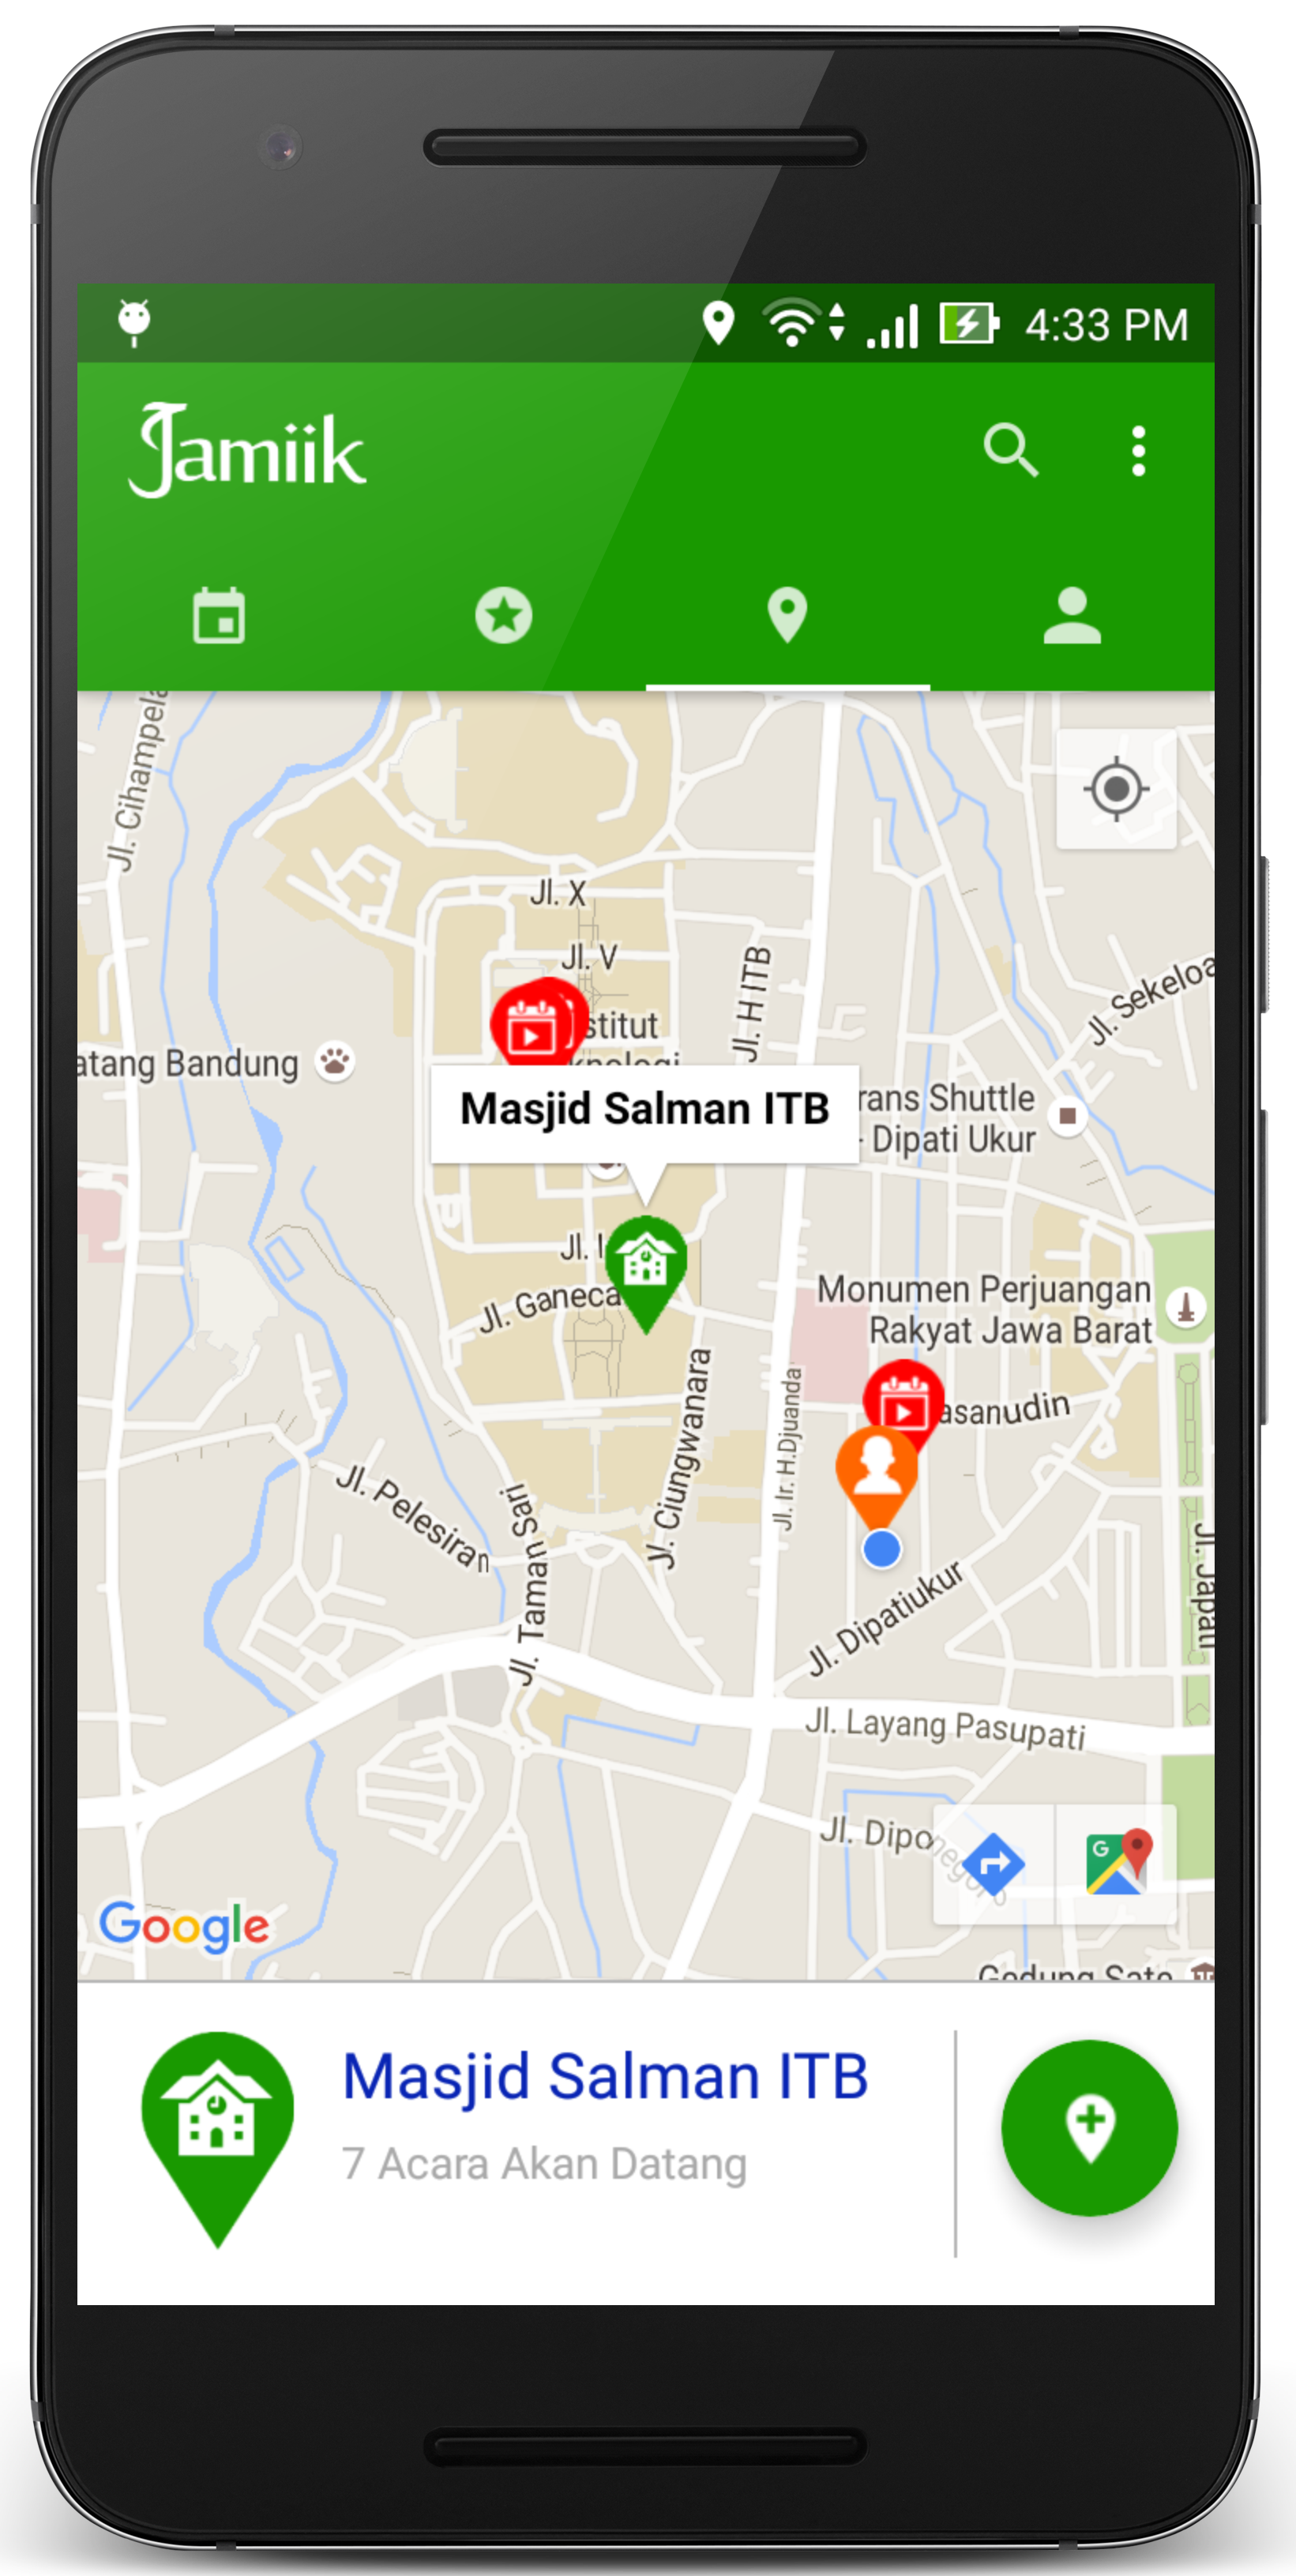 4:33 PM
Jamiik
Jl. Cihampela
Jl. X
Jl. V
Jl. H ITB
Jl. Sekeloa
stitut
atang Bandung
Masjid Salman ITB
rans Shuttle
- Dipati Ukur
Jl. I
Jl. Ganeca
Monumen Perjuangan
Rakyat Jawa Barat
asanudin
Jl. Ciungwanara
Jl. Ir. H.Djuanda
Jl. Pelesiran
Jl. Taman Sari
Jl. Japati
Jl. Dipatiukur
Jl. Layang Pasupati
Jl. Diponegoro
G
Google
Gedung Sate
Masjid Salman ITB
7 Acara Akan Datang